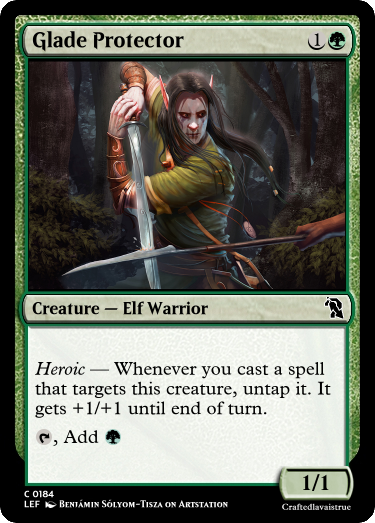 Glade Protector 1
Creature — Elf Warrior
Heroic — Whenever you cast a spell
that targets this creature, untap it. It
gets +1/+1 until end of turn.
, Add
1/1
C 0184
LEF Benjámin Sólyom-Tisza on Artstation
Craftedlavaistrue